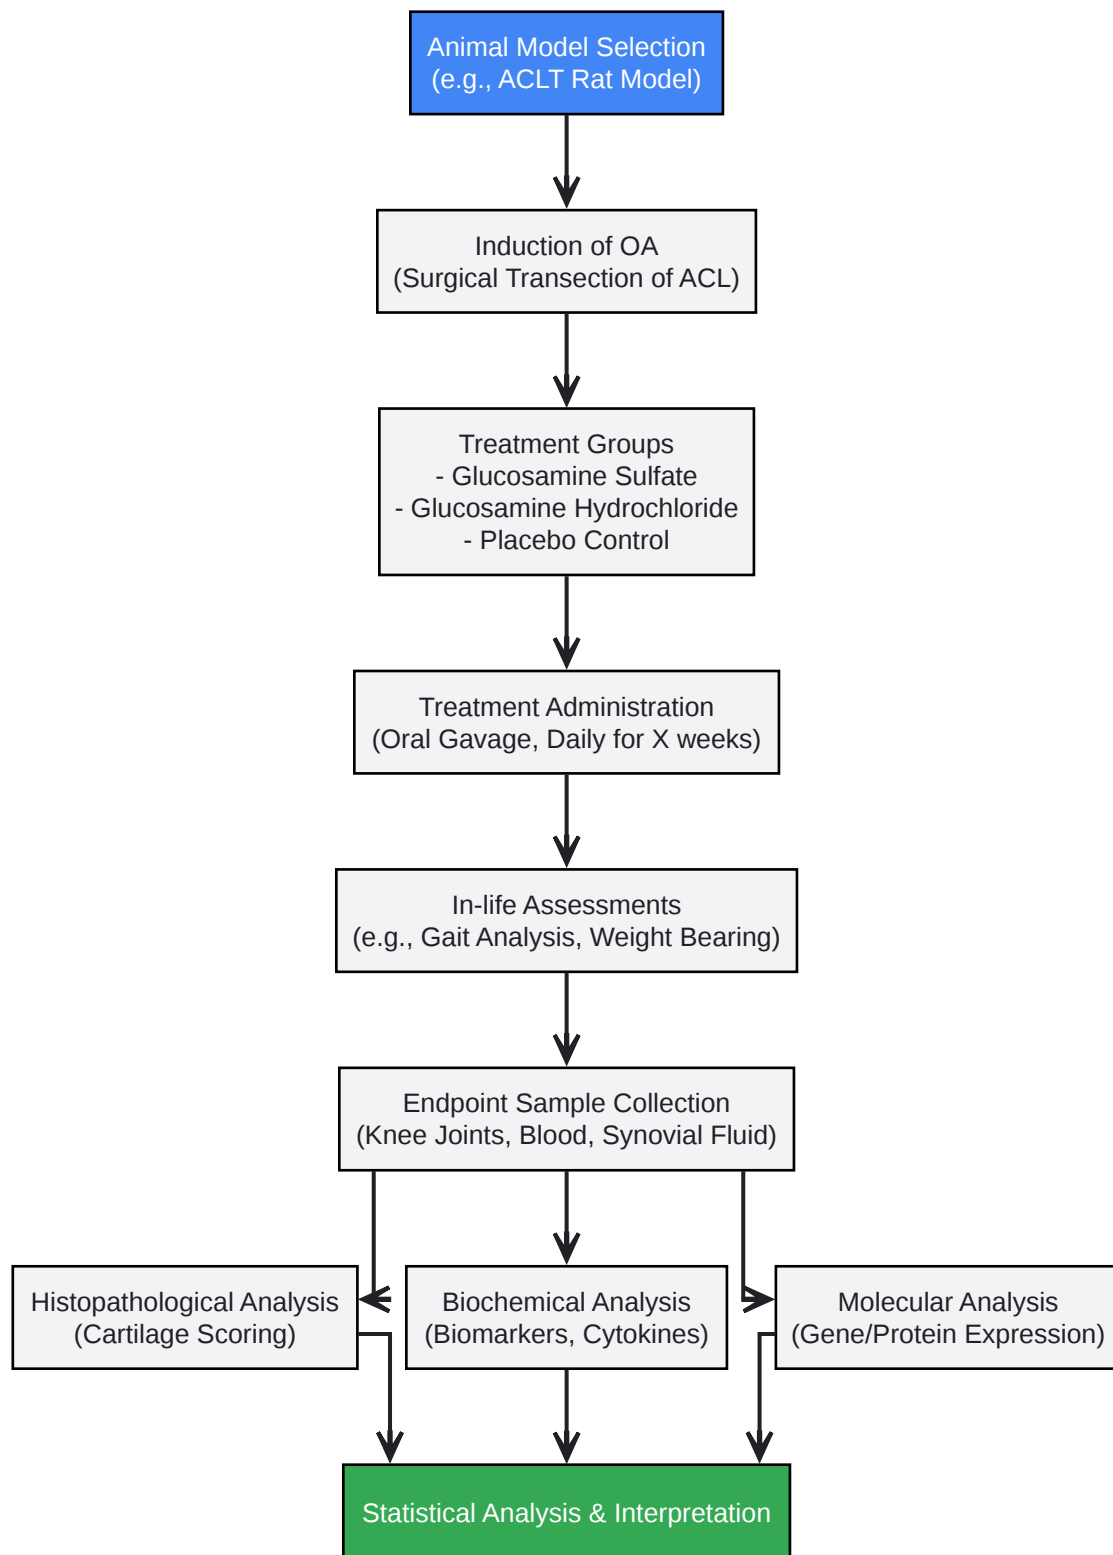 Animal Model Selection
(e.g., ACLT Rat Model)
Induction of OA
(Surgical Transection of ACL)
Treatment Groups
- Glucosamine Sulfate
- Glucosamine Hydrochloride
- Placebo Control
Treatment Administration
(Oral Gavage, Daily for X weeks)
In-life Assessments
(e.g., Gait Analysis, Weight Bearing)
Endpoint Sample Collection
(Knee Joints, Blood, Synovial Fluid)
Histopathological Analysis
(Cartilage Scoring)
Biochemical Analysis
(Biomarkers, Cytokines)
Molecular Analysis
(Gene/Protein Expression)
Statistical Analysis & Interpretation